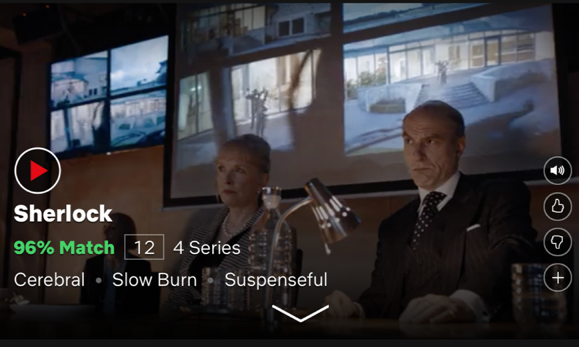 Sherlock
96% Match 12 4 Series
Cerebral • Slow Burn • Suspenseful